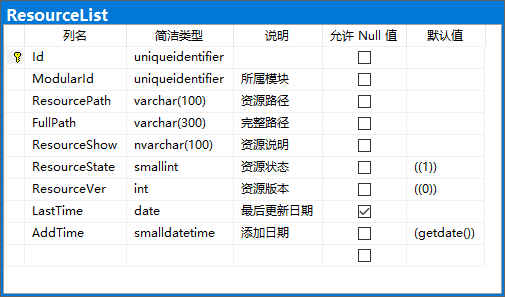 ResourceList
列名 简洁类型 说明 允许 Null 值 默认值
Id uniqueidentifier
ModularId uniqueidentifier 所属模块
ResourcePath varchar(100) 资源路径
FullPath varchar(300) 完整路径
ResourceShow nvarchar(100) 资源说明
ResourceState smallint 资源状态 ((1))
ResourceVer int 资源版本 ((0))
LastTime date 最后更新日期
AddTime smalldatetime 添加日期 (getdate())